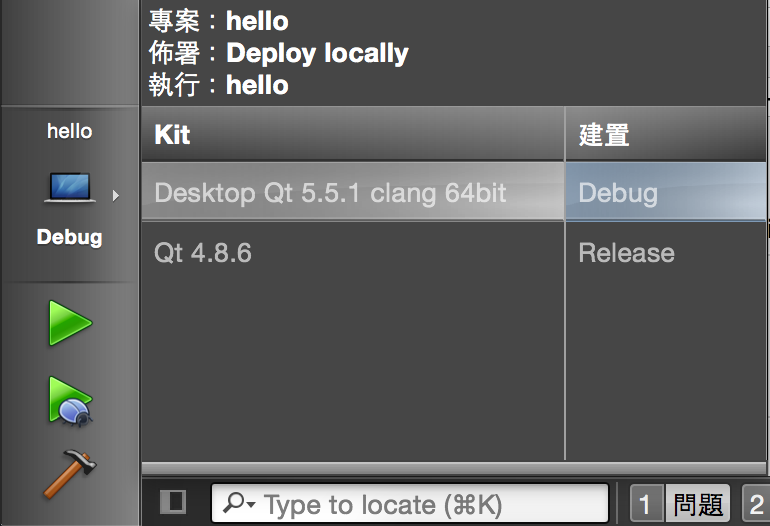 專案：hello
佈署：Deploy locally
執行：hello
hello
Debug
Kit
建置
Desktop Qt 5.5.1 clang 64bit
Debug
Qt 4.8.6
Release
Type to locate (⌘K)
1 問題
2